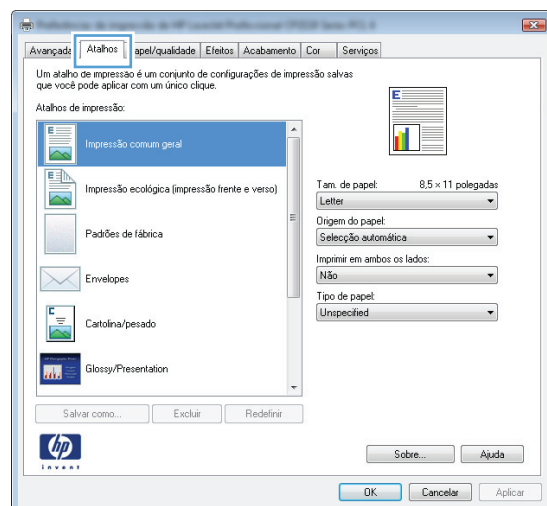 Avançada Atalhos apel/qualidade Efeitos Acabamento Cor Serviços
Um atalho de impressão é um conjunto de configurações de impressão salvas
que você pode aplicar com um único clique.
Atalhos de impressão:
Impressão comum geral
Impressão ecológica (impressão frente e verso)
Padrões de fábrica
Envelopes
Cartolina/pesado
Glossy/Presentation
Salvar como... Excluir Redefinir
E
Tam. de papel: 8,5 × 11 polegadas
Letter
Origem do papel:
Selecção automática
Imprimir em ambos os lados:
Não
Tipo de papel:
Unspecified
hp
invent
Sobre... Ajuda
OK Cancelar Aplicar